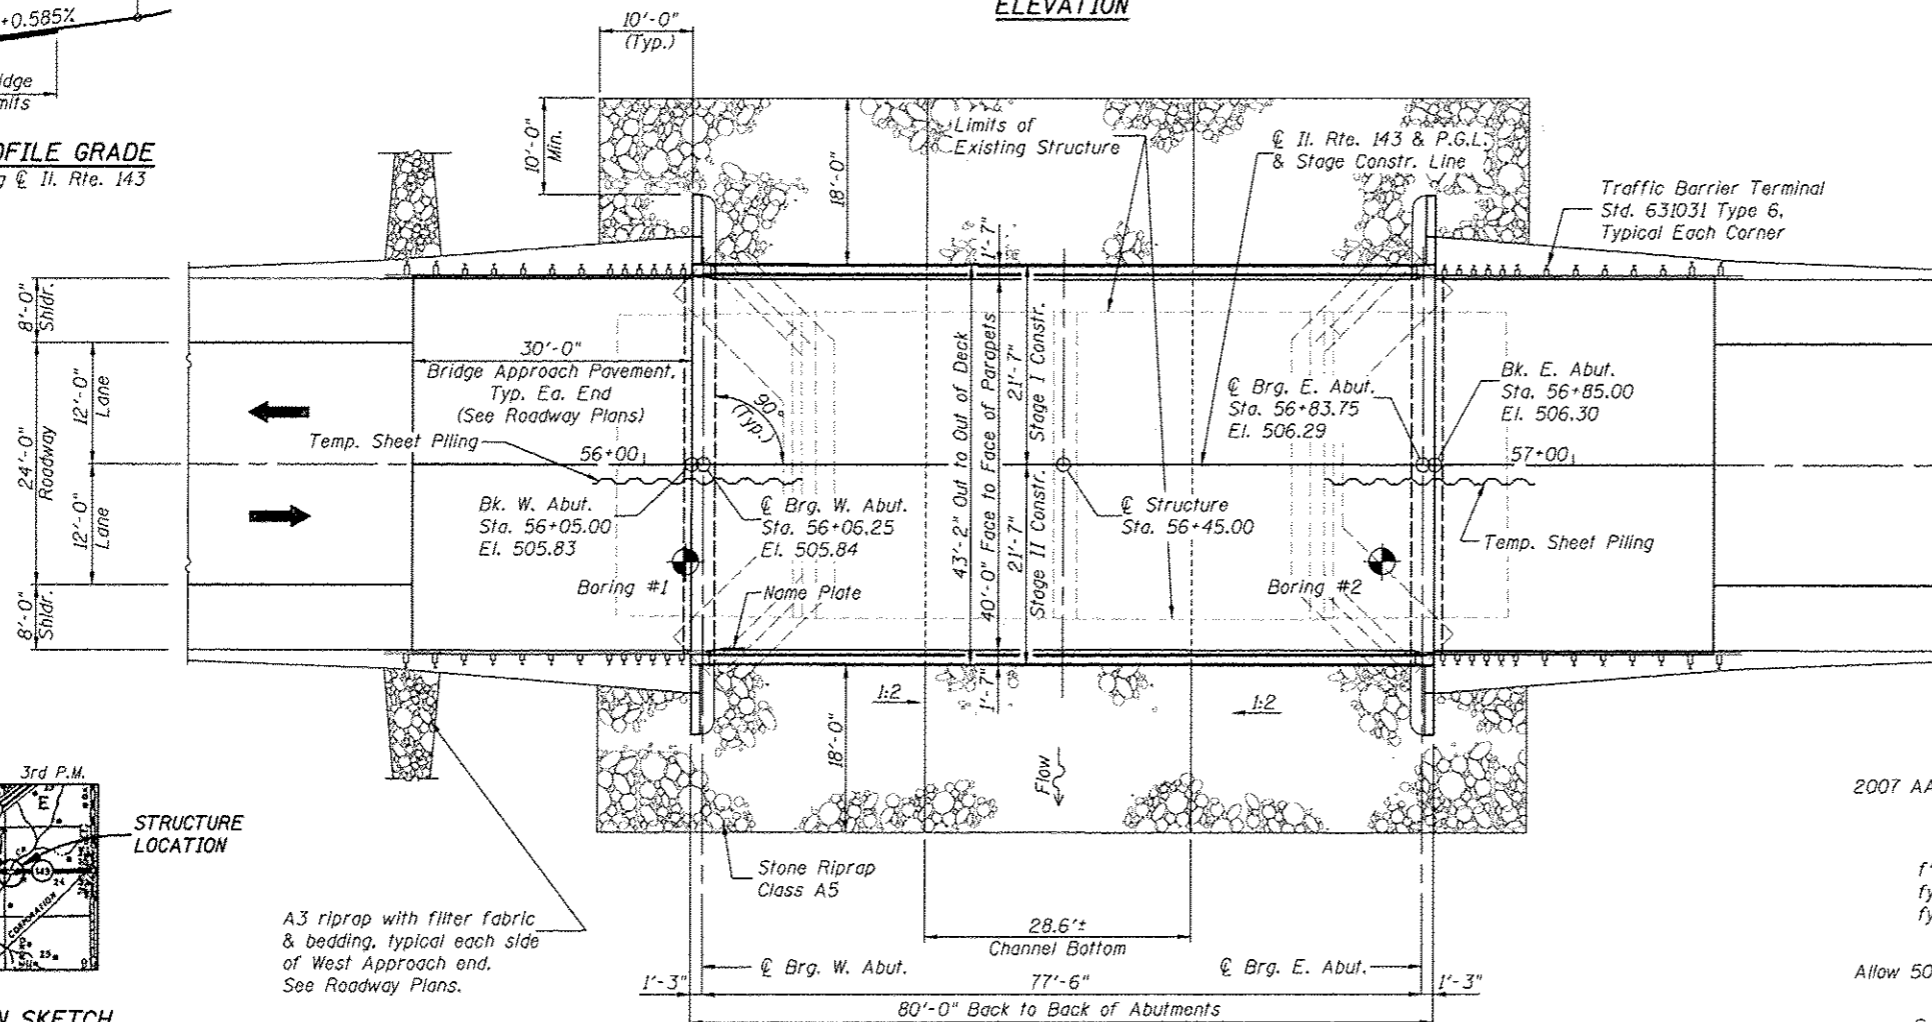 ELEVATION
+0.585%
idge
mits
OFILE GRADE
g ℄ Il. Rte. 143
10'-0"
(Typ.)
10'-0"
Min.
18'-0"
Limits of
Existing Structure
℄ Il. Rte. 143 & P.G.L.
& Stage Constr. Line
Traffic Barrier Terminal
Std. 631031 Type 6,
Typical Each Corner
1'-7"
8'-0"
Shldr.
24'-0"
Roadway
12'-0"
Lane
12'-0"
Lane
8'-0"
Shldr.
30'-0"
Bridge Approach Pavement,
Typ. Ea. End
(See Roadway Plans)
Temp. Sheet Piling
56+00
90°
(Typ.)
Bk. W. Abut.
Sta. 56+05.00
El. 505.83
℄ Brg. W. Abut.
Sta. 56+06.25
El. 505.84
Boring #1
Name Plate
43'-2" Out to Out of Deck
40'-0" Face to Face of Parapets
21'-7"
Stage I Constr.
21'-7"
Stage II Constr.
℄ Structure
Sta. 56+45.00
℄ Brg. E. Abut.
Sta. 56+83.75
El. 506.29
Bk. E. Abut.
Sta. 56+85.00
El. 506.30
57+00
Temp. Sheet Piling
Boring #2
1'-7"
1:2
1:2
18'-0"
Flow
3rd P.M.
E
143
24
CORPORATION
25
STRUCTURE
LOCATION
N SKETCH
Stone Riprap
Class A5
A3 riprap with filter fabric
& bedding, typical each side
of West Approach end.
See Roadway Plans.
28.6'±
Channel Bottom
℄ Brg. W. Abut.
℄ Brg. E. Abut.
1'-3"
77'-6"
1'-3"
80'-0" Back to Back of Abutments
2007 AA
f'
fy
fy
Allow 50